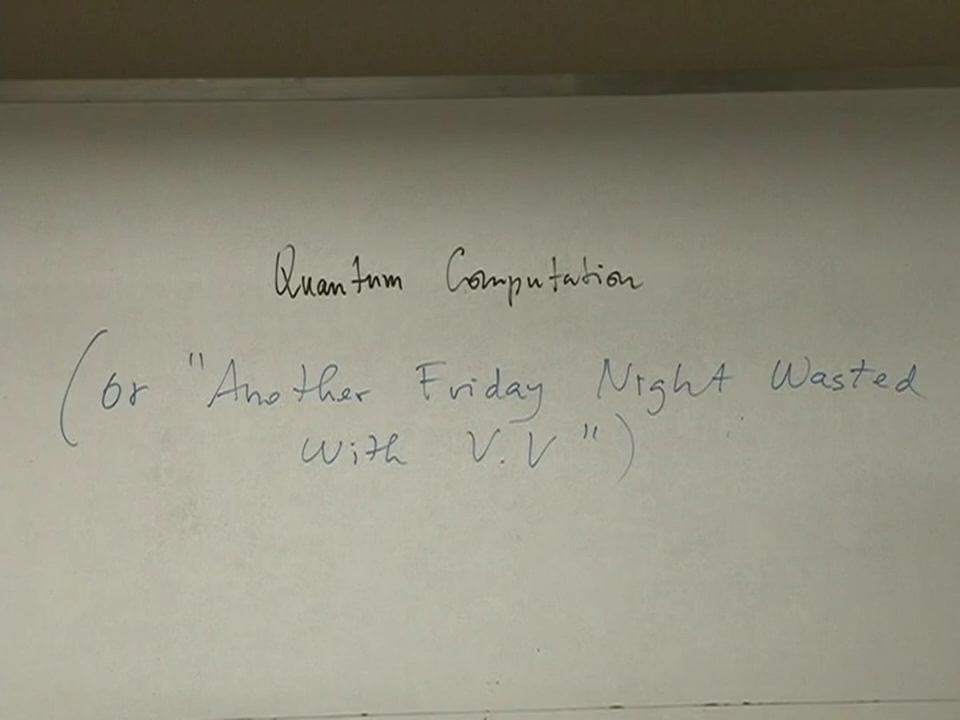 Quantum Computation
(or "Another Friday Night Wasted
With V.V")